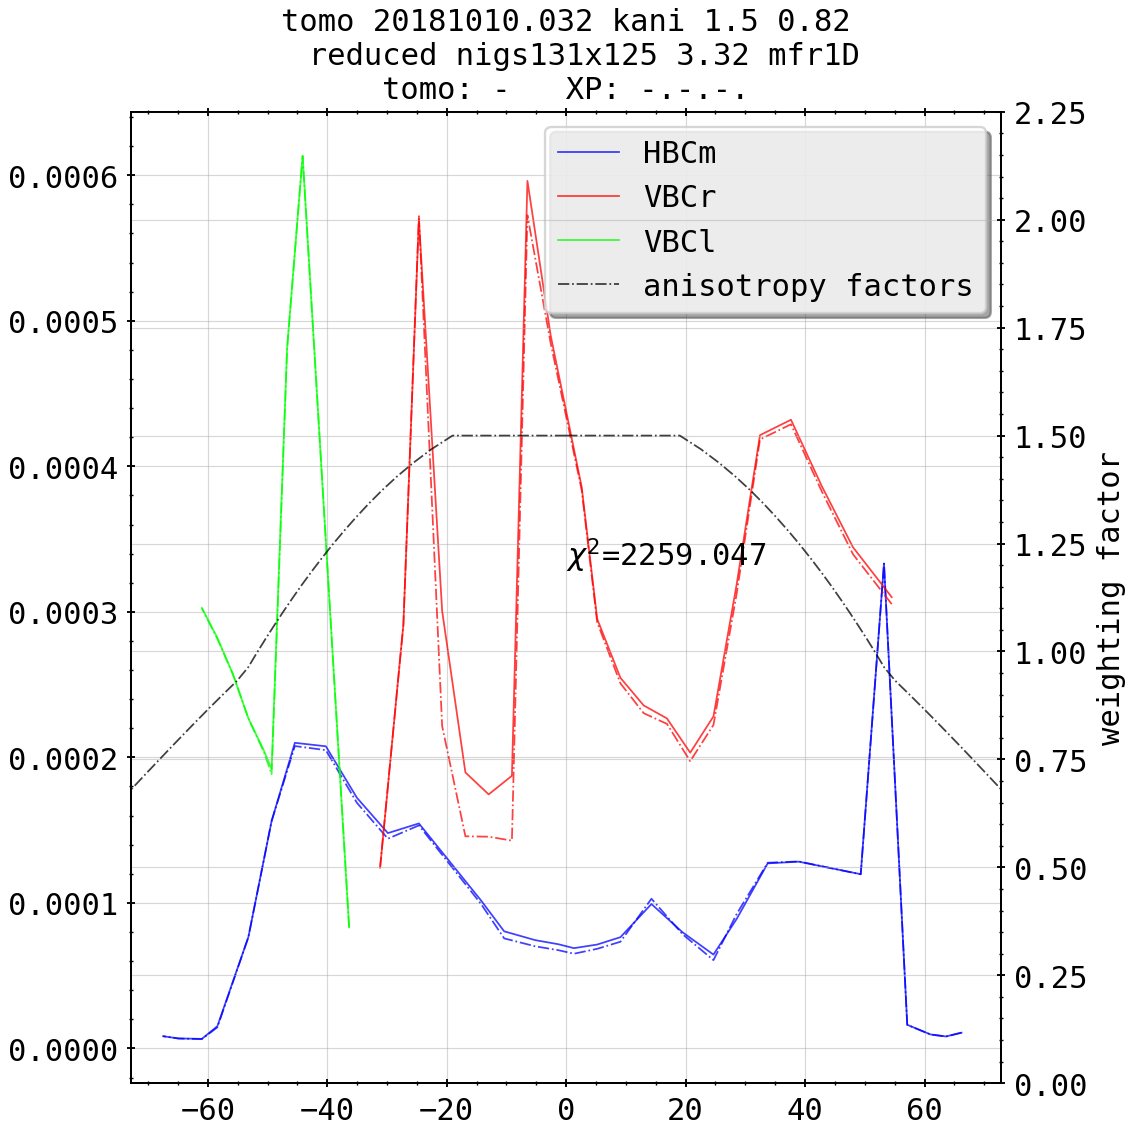 tomo 20181010.032 kani 1.5 0.82
reduced nigs131x125 3.32 mfr1D
tomo: -   XP: -.-.-.
HBCm
VBCr
VBCl
anisotropy factors
χ²=2259.047
0.0006
0.0005
0.0004
0.0003
0.0002
0.0001
0.0000
2.25
2.00
1.75
1.50
1.25
1.00
0.75
0.50
0.25
0.00
weighting factor
−60 −40 −20 0 20 40 60